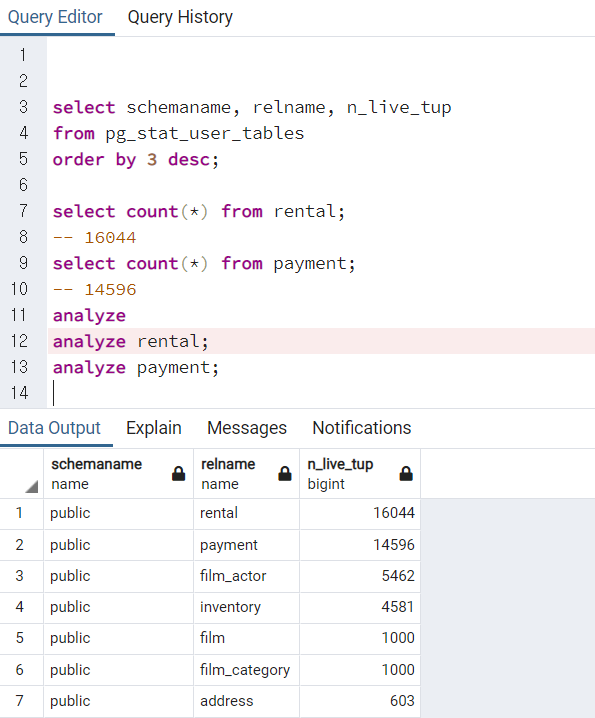 Query Editor Query History
1
2
3 select schemaname, relname, n_live_tup
4 from pg_stat_user_tables
5 order by 3 desc;
6
7 select count(*) from rental;
8 -- 16044
9 select count(*) from payment;
10 -- 14596
11 analyze
12 analyze rental;
13 analyze payment;
14
Data Output Explain Messages Notifications
schemaname relname n_live_tup
name name bigint
1 public rental 16044
2 public payment 14596
3 public film_actor 5462
4 public inventory 4581
5 public film 1000
6 public film_category 1000
7 public address 603